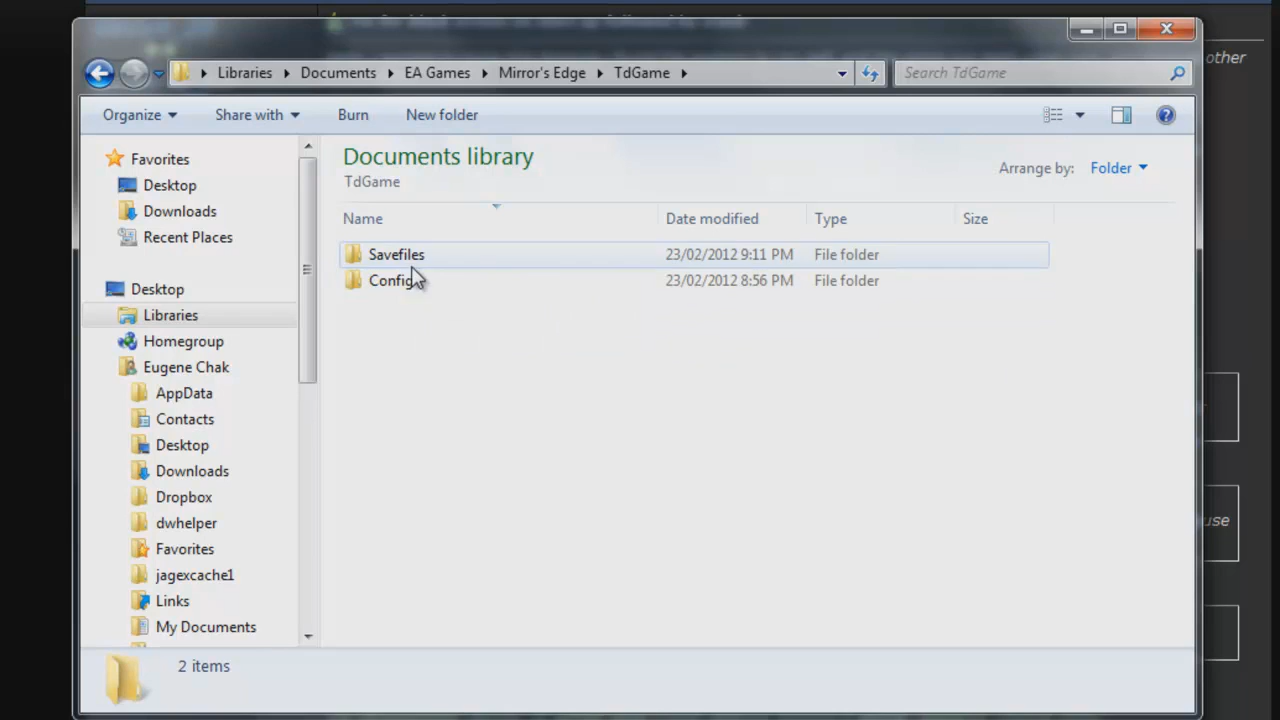 other
Libraries Documents EA Games Mirror's Edge TdGame Search TdGame
Organize Share with Burn New folder
Favorites
Desktop
Downloads
Recent Places
Desktop
Libraries
Homegroup
Eugene Chak
AppData
Contacts
Desktop
Downloads
Dropbox
dwhelper
Favorites
jagexcache1
Links
My Documents
Documents library
TdGame
Arrange by: Folder
Name Date modified Type Size
Savefiles 23/02/2012 9:11 PM File folder
Config 23/02/2012 8:56 PM File folder
use
2 items